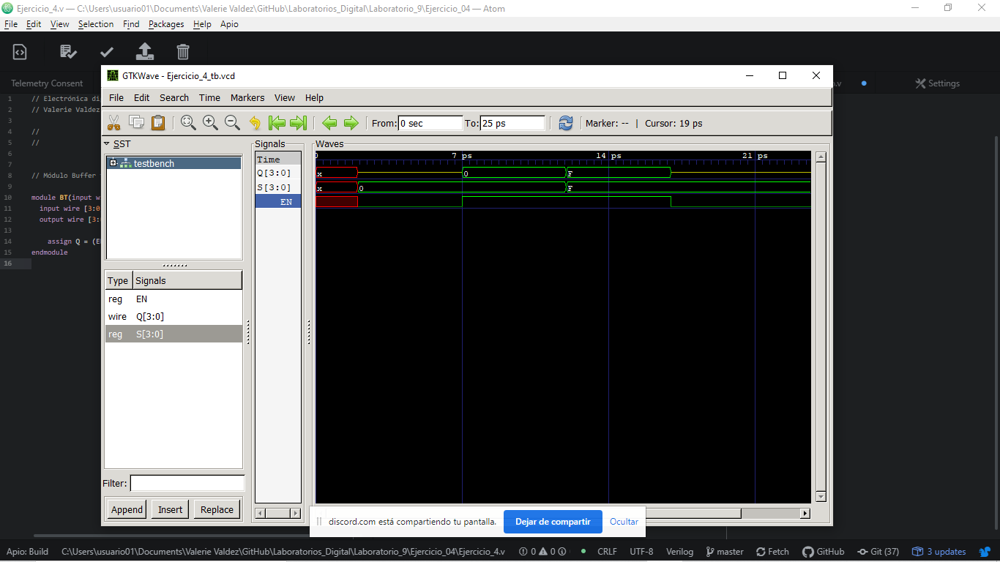 Ejercicio_4.v — C:\Users\usuario01\Documents\Valerie Valdez\GitHub\Laboratorios_Digital\Laboratorio_9\Ejercicio_04 — Atom
File Edit View Selection Find Packages Help Apio
Telemetry Consent
.v
Settings
1 // Electrónica di
2 // Valerie Valdez
3
4 //
5 //
6
7
8 // Módulo Buffer
9
10 module BT(input w
11 input wire [3:0
12 output wire [3:
13
14 assign Q = (E
15 endmodule
16
GTKWave - Ejercicio_4_tb.vcd
File Edit Search Time Markers View Help
From: 0 sec To: 25 ps Marker: -- | Cursor: 19 ps
SST
testbench
Type Signals
reg EN
wire Q[3:0]
reg S[3:0]
Filter:
Append Insert Replace
Signals
Time
Q[3:0]
S[3:0]
EN
Waves
0 7 ps 14 ps 21 ps
x 0 F
x 0 F
discord.com está compartiendo tu pantalla. Dejar de compartir Ocultar
Apio: Build C:\Users\usuario01\Documents\Valerie Valdez\GitHub\Laboratorios_Digital\Laboratorio_9\Ejercicio_04\Ejercicio_4.v 0 0 0 CRLF UTF-8 Verilog master Fetch GitHub Git (37) 3 updates